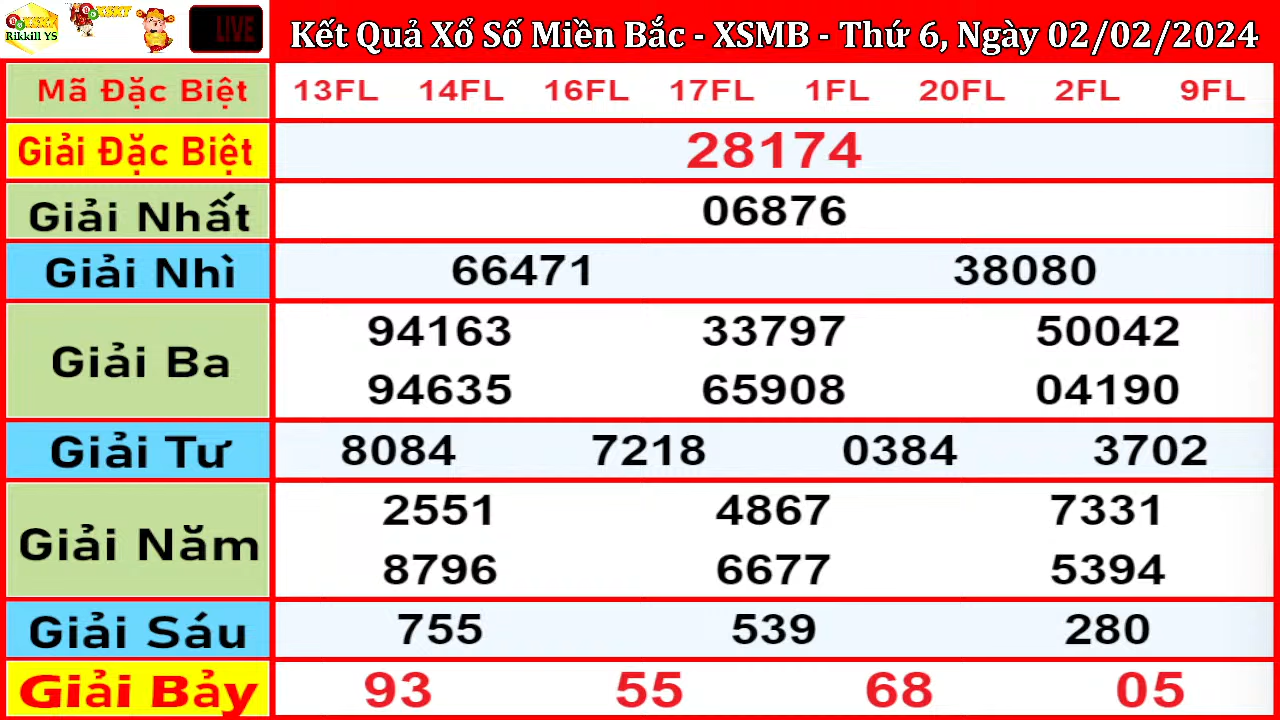 Rikkill YS
LIVE
Kết Quả Xổ Số Miền Bắc - XSMB - Thứ 6, Ngày 02/02/2024
Mã Đặc Biệt 13FL 14FL 16FL 17FL 1FL 20FL 2FL 9FL
Giải Đặc Biệt 28174
Giải Nhất 06876
Giải Nhì 66471 38080
Giải Ba
94163 33797 50042
94635 65908 04190
Giải Tư 8084 7218 0384 3702
Giải Năm
2551 4867 7331
8796 6677 5394
Giải Sáu 755 539 280
Giải Bảy 93 55 68 05